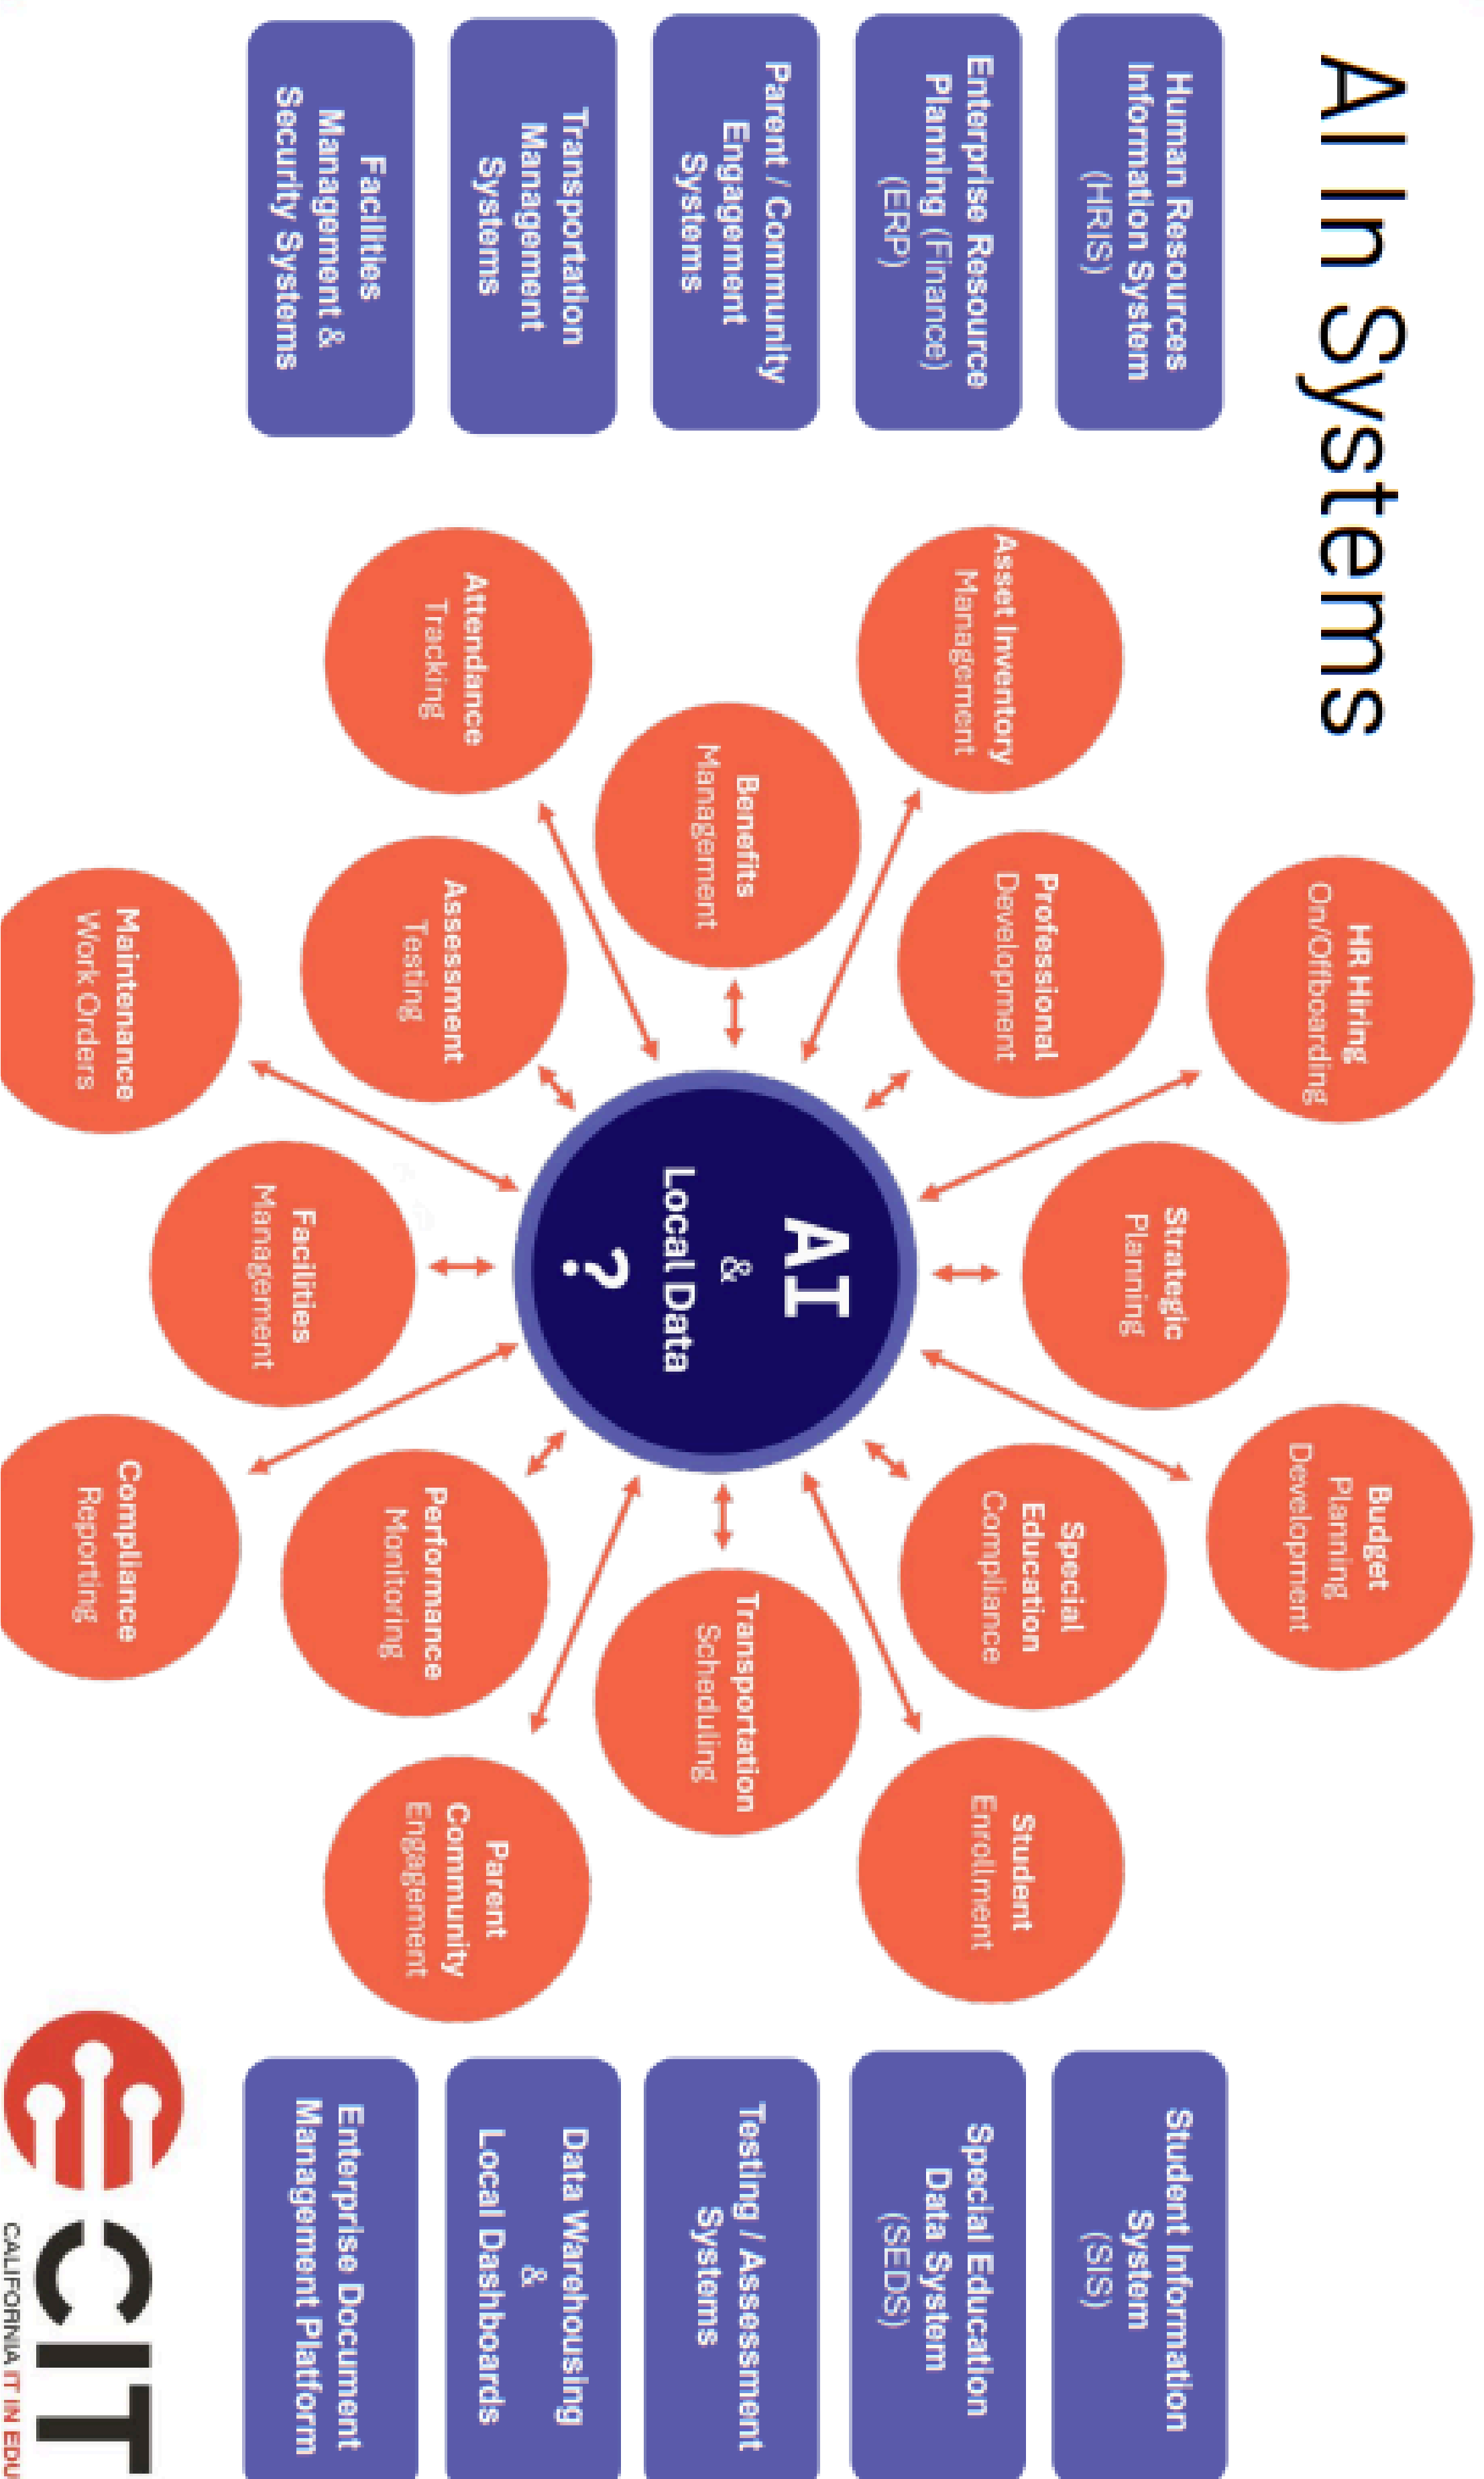 AI In Systems
Human Resources
Information System
(HRIS)
Enterprise Resource
Planning (Finance)
(ERP)
Parent / Community
Engagement
Systems
Transportation
Management
Systems
Facilities
Management &
Security Systems
HR Hiring
On/Offboarding
Budget
Planning
Development
Strategic
Planning
Asset Inventory
Management
Professional
Development
Special
Education
Compliance
Student
Enrollment
Benefits
Management
AI
&
Local Data
?
Transportation
Scheduling
Attendance
Tracking
Assessment
Testing
Performance
Monitoring
Parent
Community
Engagement
Facilities
Management
Maintenance
Work Orders
Compliance
Reporting
Student Information
System
(SIS)
Special Education
Data System
(SEDS)
Testing / Assessment
Systems
Data Warehousing
&
Local Dashboards
Enterprise Document
Management Platform
CIT
CALIFORNIA IT IN EDU